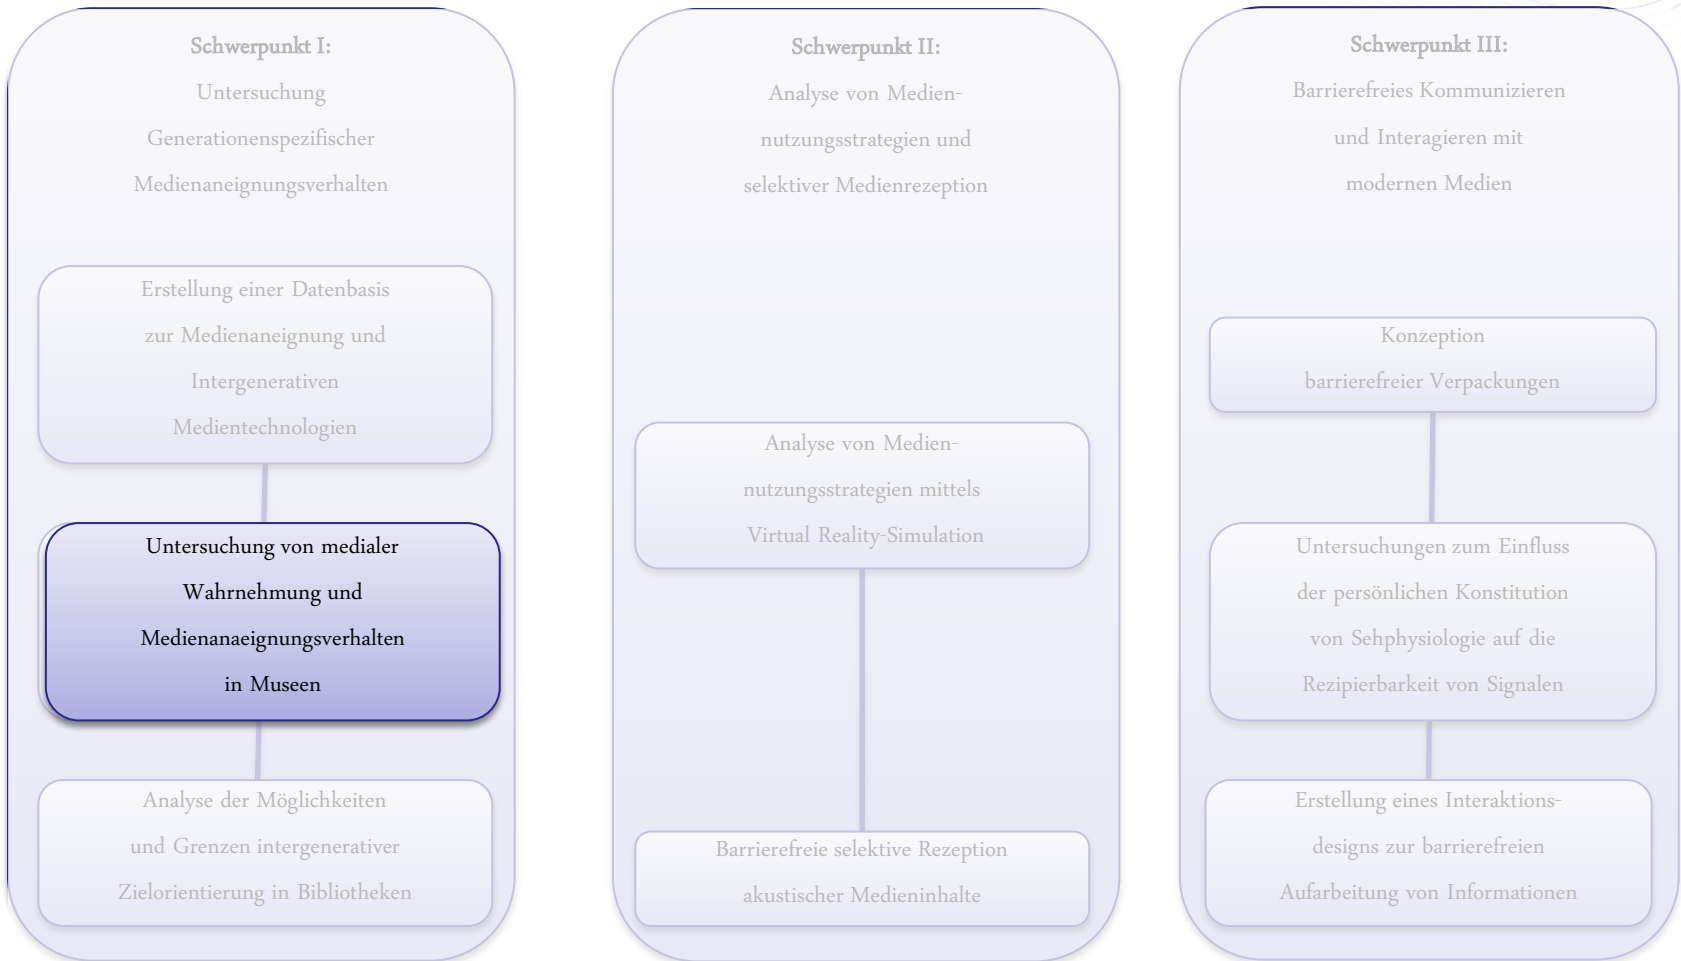 Schwerpunkt I:
Untersuchung
Generationenspezifischer
Medienaneignungsverhalten
Erstellung einer Datenbasis
zur Medienaneignung und
Intergenerativen
Medientechnologien
Untersuchung von medialer
Wahrnehmung und
Medienanaeignungsverhalten
in Museen
Analyse der Möglichkeiten
und Grenzen intergenerativer
Zielorientierung in Bibliotheken
Schwerpunkt II:
Analyse von Medien-
nutzungsstrategien und
selektiver Medienrezeption
Analyse von Medien-
nutzungsstrategien mittels
Virtual Reality-Simulation
Barrierefreie selektive Rezeption
akustischer Medieninhalte
Schwerpunkt III:
Barrierefreies Kommunizieren
und Interagieren mit
modernen Medien
Konzeption
barrierefreier Verpackungen
Untersuchungen zum Einfluss
der persönlichen Konstitution
von Sehphysiologie auf die
Rezipierbarkeit von Signalen
Erstellung eines Interaktions-
designs zur barrierefreien
Aufarbeitung von Informationen